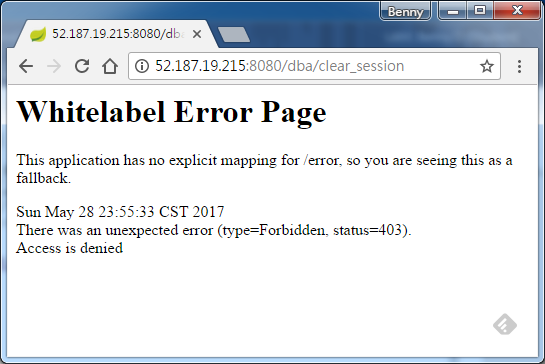 Benny
52.187.19.215:8080/dba
52.187.19.215:8080/dba/clear_session
Whitelabel Error Page
This application has no explicit mapping for /error, so you are seeing this as a
fallback.
Sun May 28 23:55:33 CST 2017
There was an unexpected error (type=Forbidden, status=403).
Access is denied